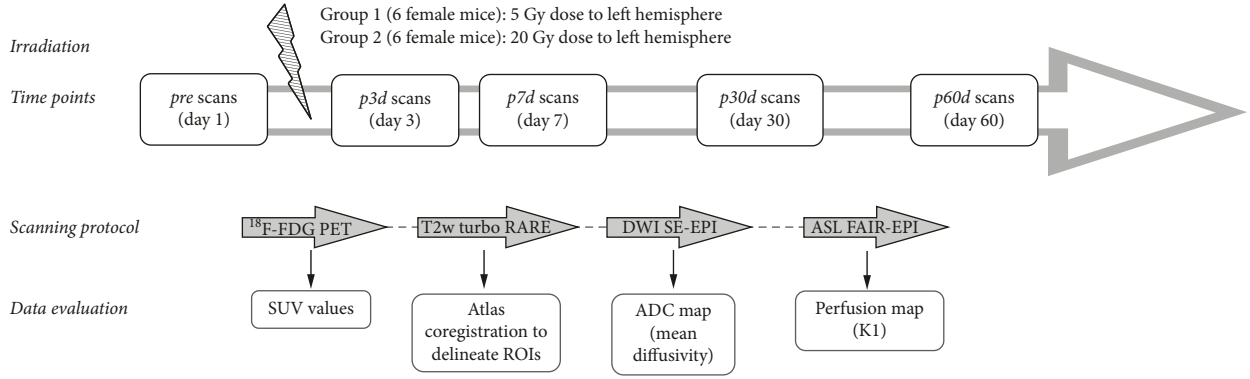 Group 1 (6 female mice): 5 Gy dose to left hemisphere
Group 2 (6 female mice): 20 Gy dose to left hemisphere
Irradiation
Time points
pre scans
(day 1)
p3d scans
(day 3)
p7d scans
(day 7)
p30d scans
(day 30)
p60d scans
(day 60)
Scanning protocol
¹⁸F-FDG PET
T2w turbo RARE
DWI SE-EPI
ASL FAIR-EPI
Data evaluation
SUV values
Atlas
coregistration to
delineate ROIs
ADC map
(mean
diffusivity)
Perfusion map
(K1)